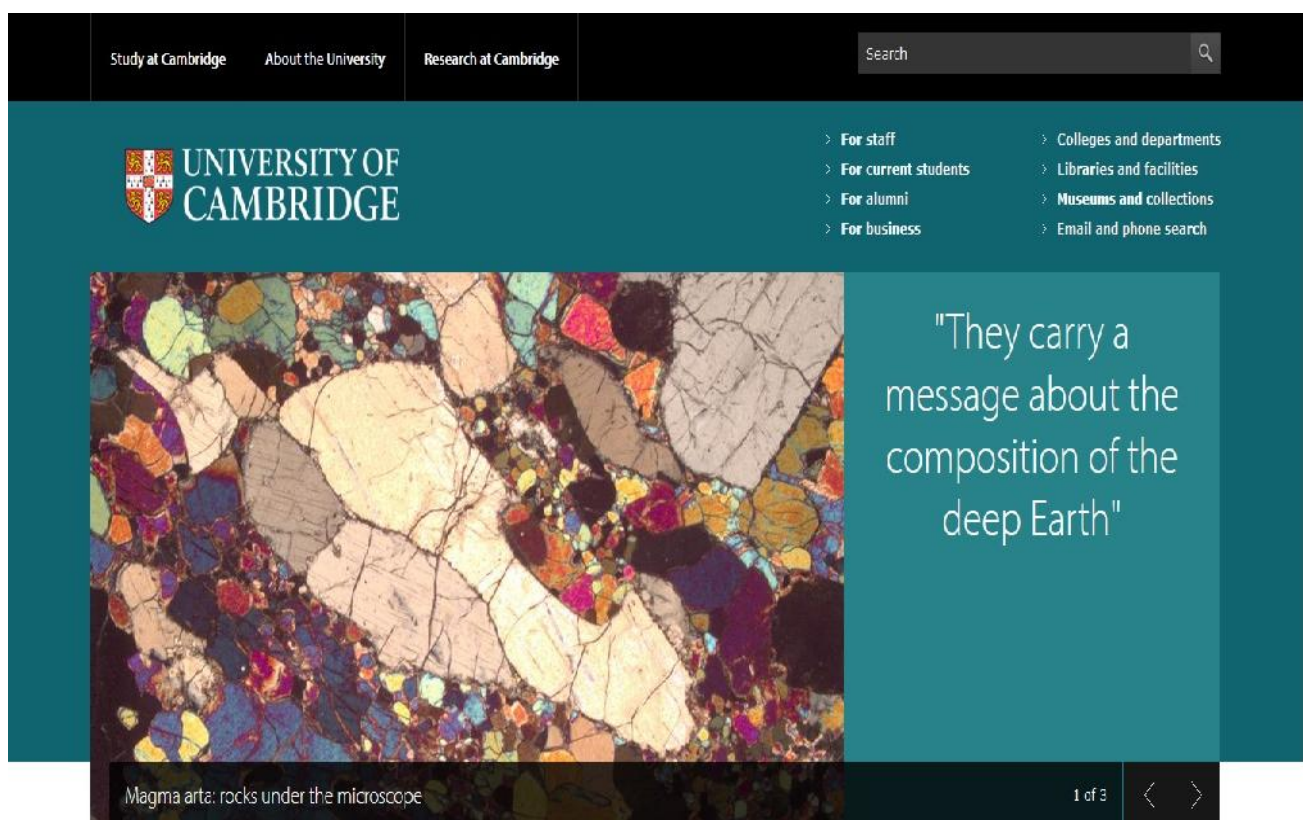 Study at Cambridge
About the University
Research at Cambridge
Search
UNIVERSITY OF
CAMBRIDGE
For staff
For current students
For alumni
For business
Colleges and departments
Libraries and facilities
Museums and collections
Email and phone search
"They carry a
message about the
composition of the
deep Earth"
Magma arta: rocks under the microscope
1 of 3